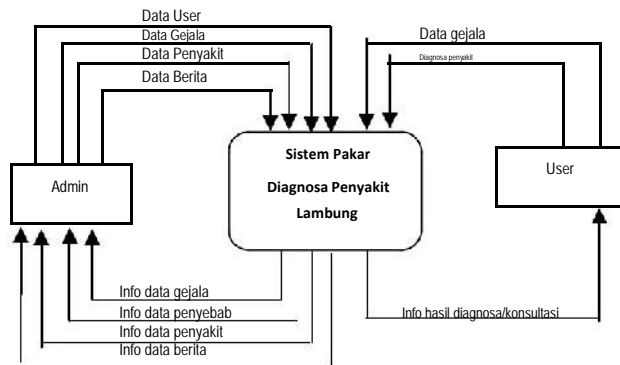 Data User
Data Gejala
Data Penyakit
Data Berita
Data gejala
Diagnosa penyakit
Sistem Pakar
Diagnosa Penyakit
Lambung
Admin
User
Info data gejala
Info data penyebab
Info data penyakit
Info data berita
Info hasil diagnosa/konsultasi